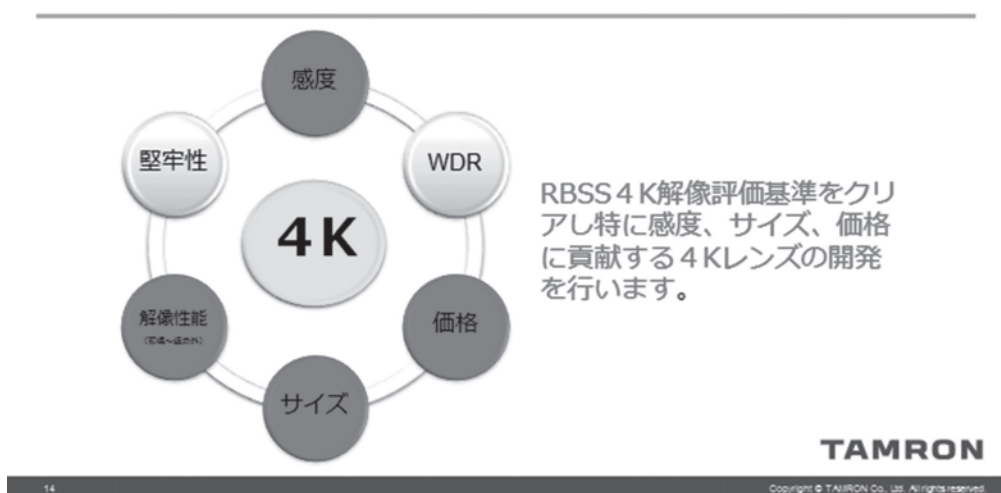 感度
堅牢性
WDR
4K
解像性能
価格
サイズ
RBSS4K解像評価基準をクリ
アし特に感度、サイズ、価格
に貢献する4Kレンズの開発
を行います。
TAMRON
14
Copyright © TAMRON Co., Ltd. All rights reserved.